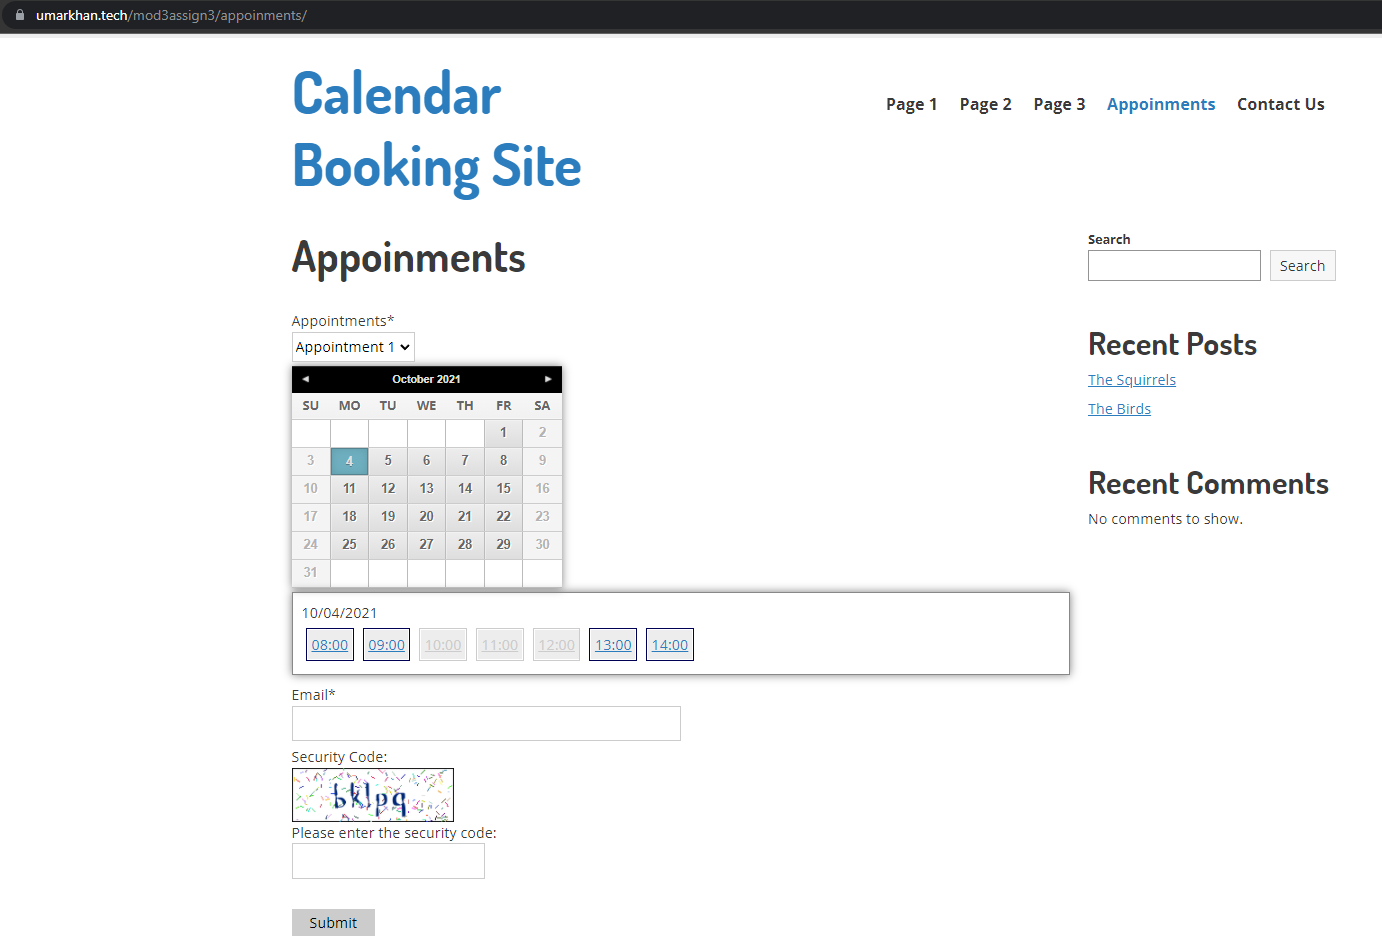 umarkhan.tech/mod3assign3/appoinments/
Calendar
Booking Site
Page 1 Page 2 Page 3 Appoinments Contact Us
Appoinments
Appointments*
Appointment 1
October 2021
SU MO TU WE TH FR SA
1 2
3 4 5 6 7 8 9
10 11 12 13 14 15 16
17 18 19 20 21 22 23
24 25 26 27 28 29 30
31
10/04/2021
08:00 09:00 10:00 11:00 12:00 13:00 14:00
Email*
Security Code:
bklpq
Please enter the security code:
Submit
Search
Search
Recent Posts
The Squirrels
The Birds
Recent Comments
No comments to show.